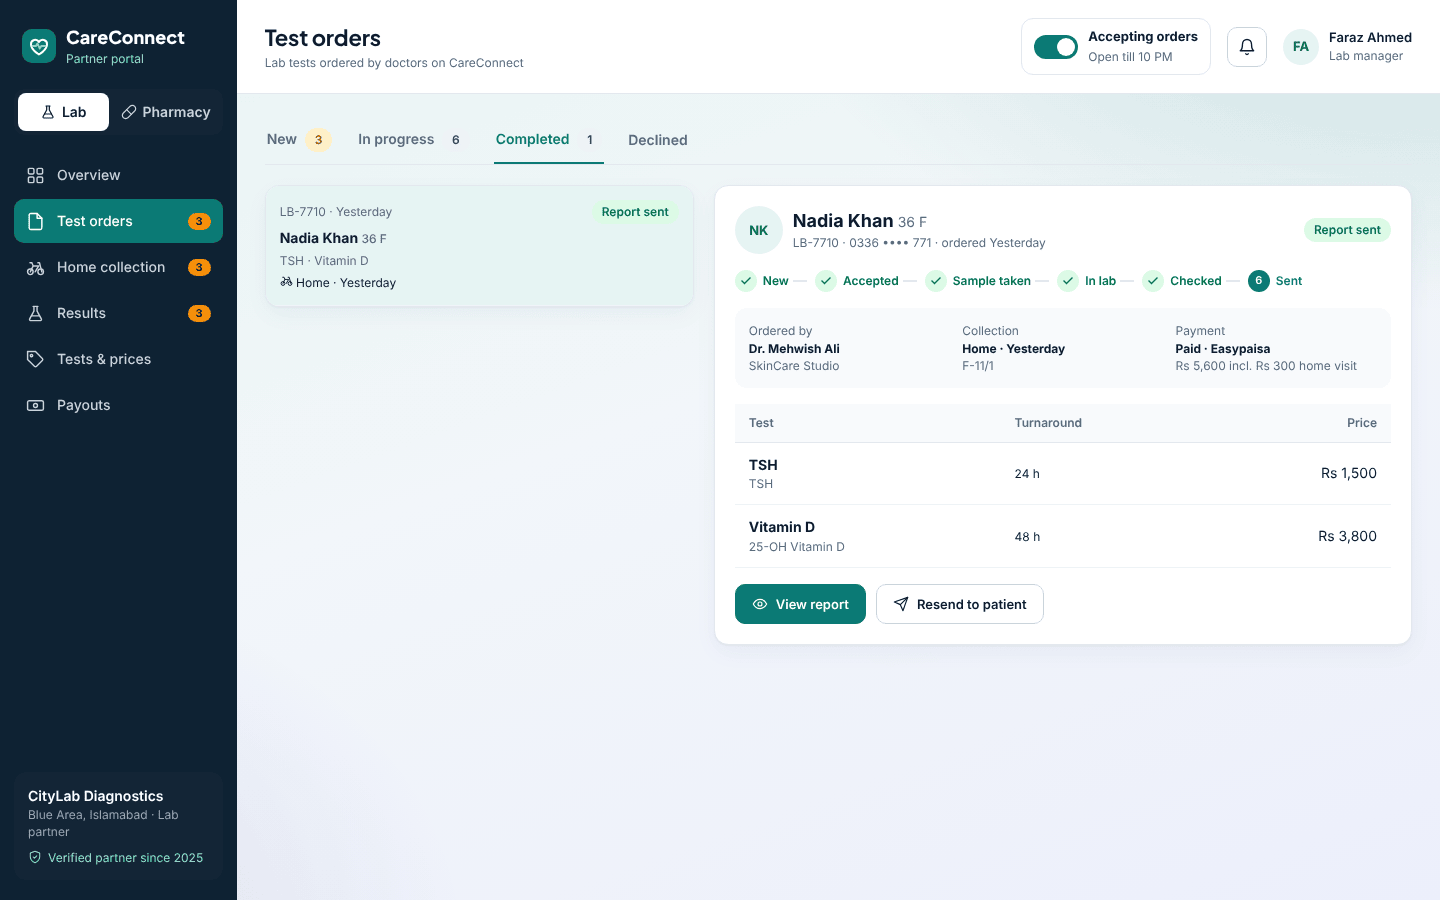 CareConnect
Partner portal
Lab
Pharmacy
Overview
Test orders 3
Home collection 3
Results 3
Tests & prices
Payouts
CityLab Diagnostics
Blue Area, Islamabad · Lab
partner
Verified partner since 2025
Test orders
Lab tests ordered by doctors on CareConnect
Accepting orders
Open till 10 PM
FA
Faraz Ahmed
Lab manager
New 3
In progress 6
Completed 1
Declined
LB-7710 · Yesterday
Report sent
Nadia Khan 36 F
TSH · Vitamin D
Home · Yesterday
NK
Nadia Khan 36 F
LB-7710 · 0336 •••• 771 · ordered Yesterday
Report sent
New
Accepted
Sample taken
In lab
Checked
6 Sent
Ordered by
Dr. Mehwish Ali
SkinCare Studio
Collection
Home · Yesterday
F-11/1
Payment
Paid · Easypaisa
Rs 5,600 incl. Rs 300 home visit
Test Turnaround Price
TSH
TSH
24 h
Rs 1,500
Vitamin D
25-OH Vitamin D
48 h
Rs 3,800
View report
Resend to patient